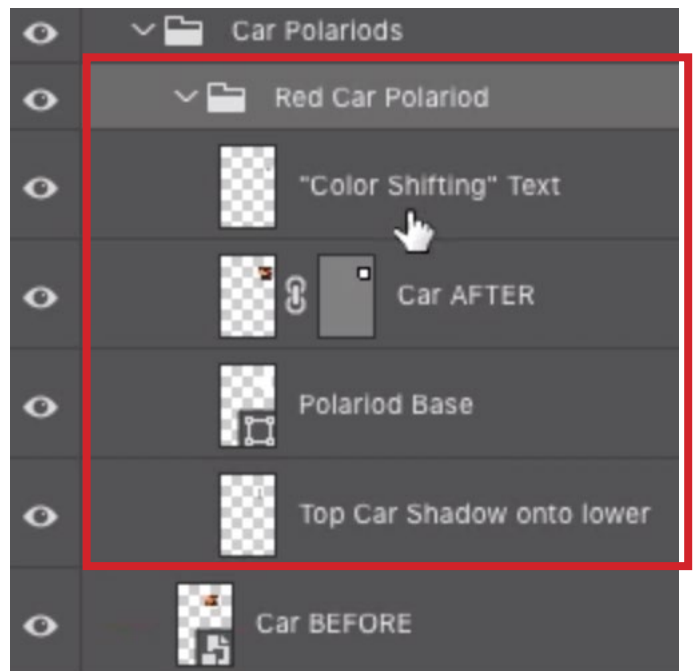 Car Polariods
Red Car Polariod
"Color Shifting" Text
Car AFTER
Polariod Base
Top Car Shadow onto lower
Car BEFORE